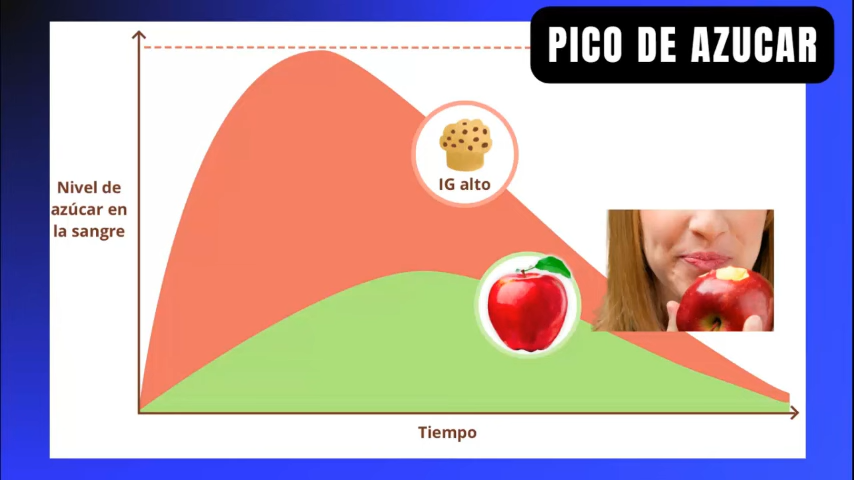 PICO DE AZUCAR
IG alto
Nivel de
azúcar en
la sangre
Tiempo